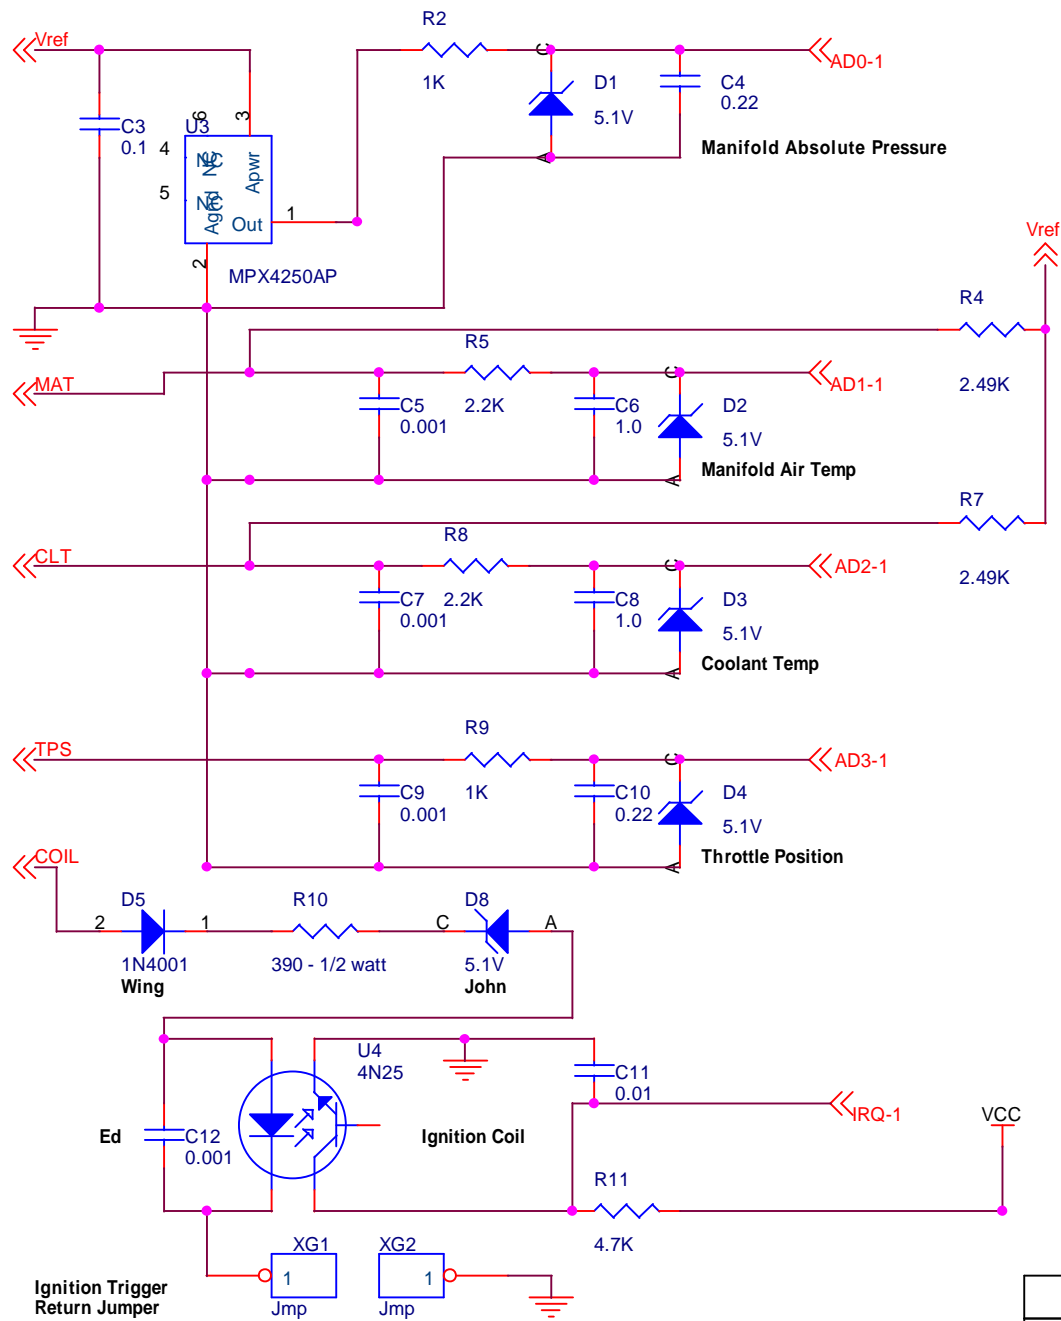 Vref
R2
1K
C
D1
5.1V
A
C4
0.22
AD0-1
Manifold Absolute Pressure
C3
0.1
U3
6
3
4
NC
NC
5
NC
Apwr
Agnd
Out
1
2
MPX4250AP
Vref
R4
2.49K
MAT
R5
2.2K
C5
0.001
C6
1.0
C
D2
5.1V
A
AD1-1
Manifold Air Temp
R7
2.49K
CLT
R8
2.2K
C7
0.001
C8
1.0
C
D3
5.1V
A
AD2-1
Coolant Temp
TPS
R9
1K
C9
0.001
C10
0.22
C
D4
5.1V
A
AD3-1
Throttle Position
COIL
D5
2
1
1N4001
Wing
R10
390 - 1/2 watt
D8
C
A
5.1V
John
U4
4N25
C11
0.01
IRQ-1
VCC
Ed
C12
0.001
Ignition Coil
R11
4.7K
XG1
1
Jmp
XG2
1
Jmp
Ignition Trigger
Return Jumper